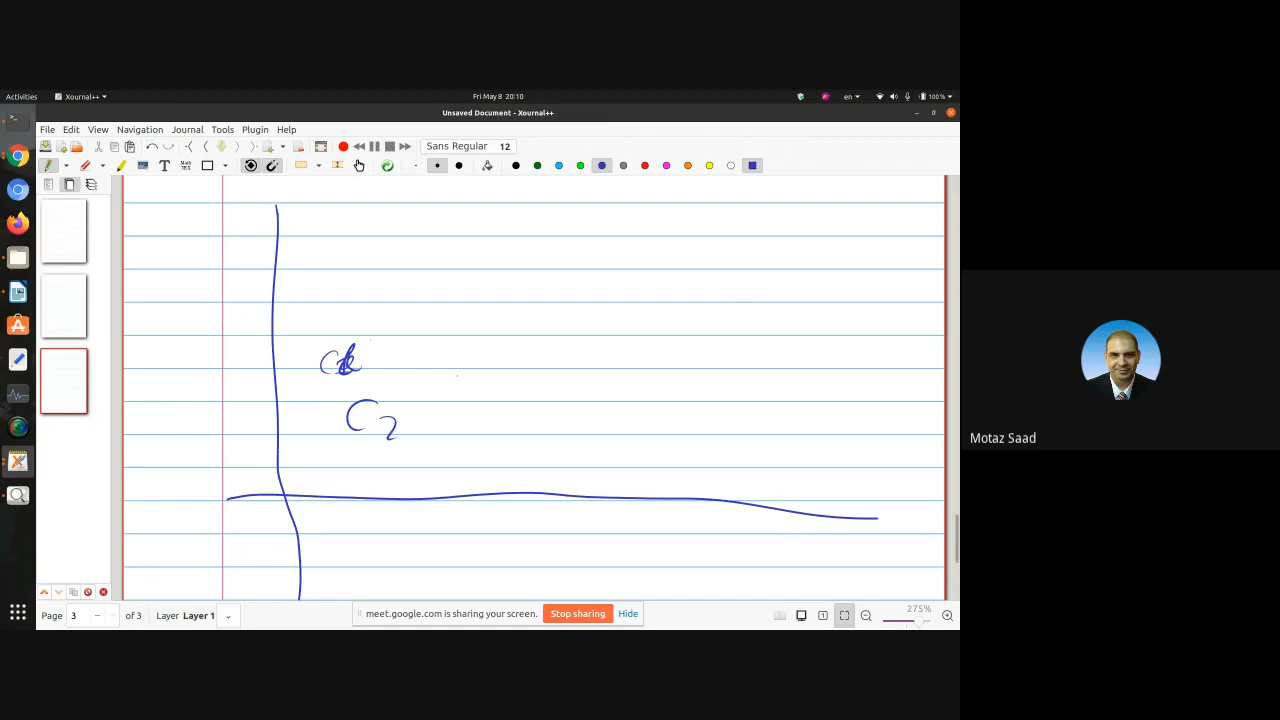 Activities
Xournal++
Fri May 8 20:10
en
100 %
Unsaved Document - Xournal++
File Edit View Navigation Journal Tools Plugin Help
Sans Regular 12
C2
Motaz Saad
Page 3 of 3 Layer Layer 1
meet.google.com is sharing your screen. Stop sharing Hide
275%